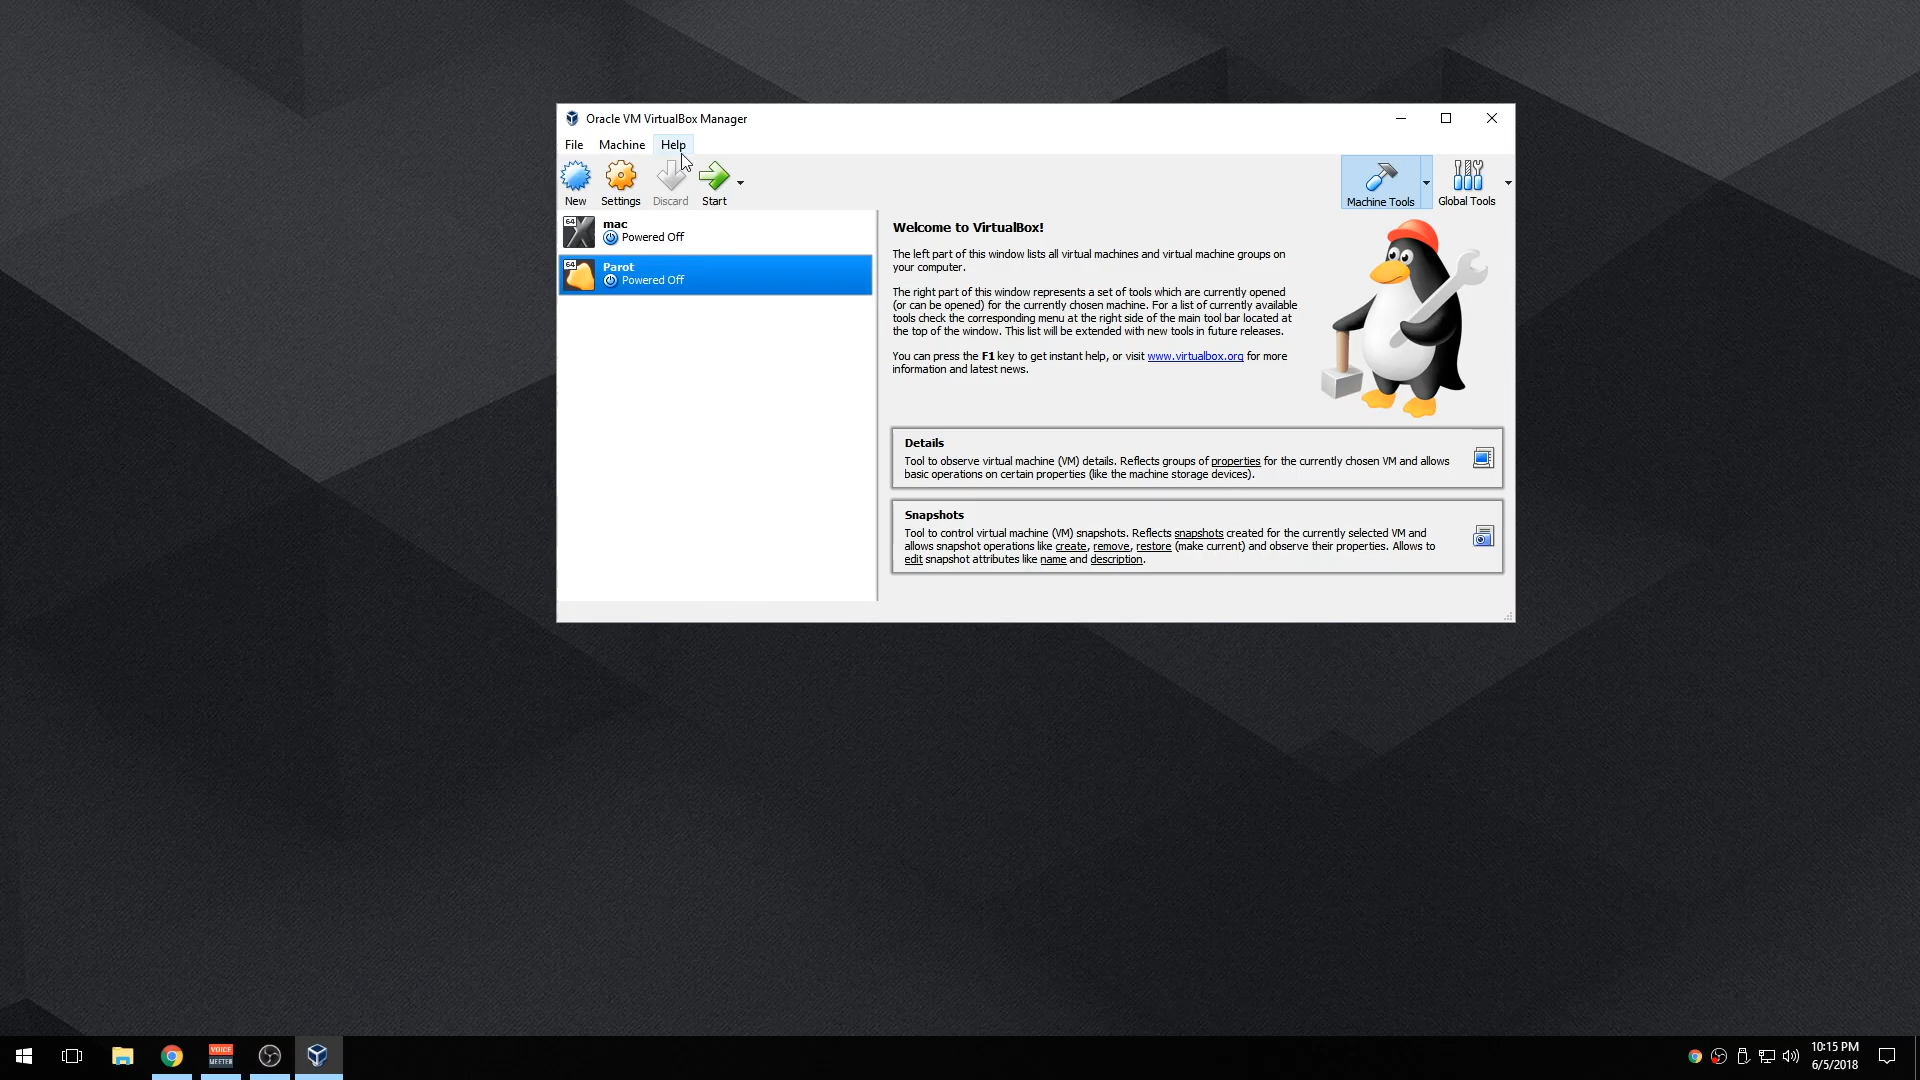 Oracle VM VirtualBox Manager
File Machine Help
New Settings Discard Start Machine Tools Global Tools
64
mac
Powered Off
64
Parot
Powered Off
Welcome to VirtualBox!
The left part of this window lists all virtual machines and virtual machine groups on
your computer.
The right part of this window represents a set of tools which are currently opened
(or can be opened) for the currently chosen machine. For a list of currently available
tools check the corresponding menu at the right side of the main tool bar located at
the top of the window. This list will be extended with new tools in future releases.
You can press the F1 key to get instant help, or visit www.virtualbox.org for more
information and latest news.
Details
Tool to observe virtual machine (VM) details. Reflects groups of properties for the currently chosen VM and allows
basic operations on certain properties (like the machine storage devices).
Snapshots
Tool to control virtual machine (VM) snapshots. Reflects snapshots created for the currently selected VM and
allows snapshot operations like create, remove, restore (make current) and observe their properties. Allows to
edit snapshot attributes like name and description.
VOICE
MEETER
10:15 PM
6/5/2018